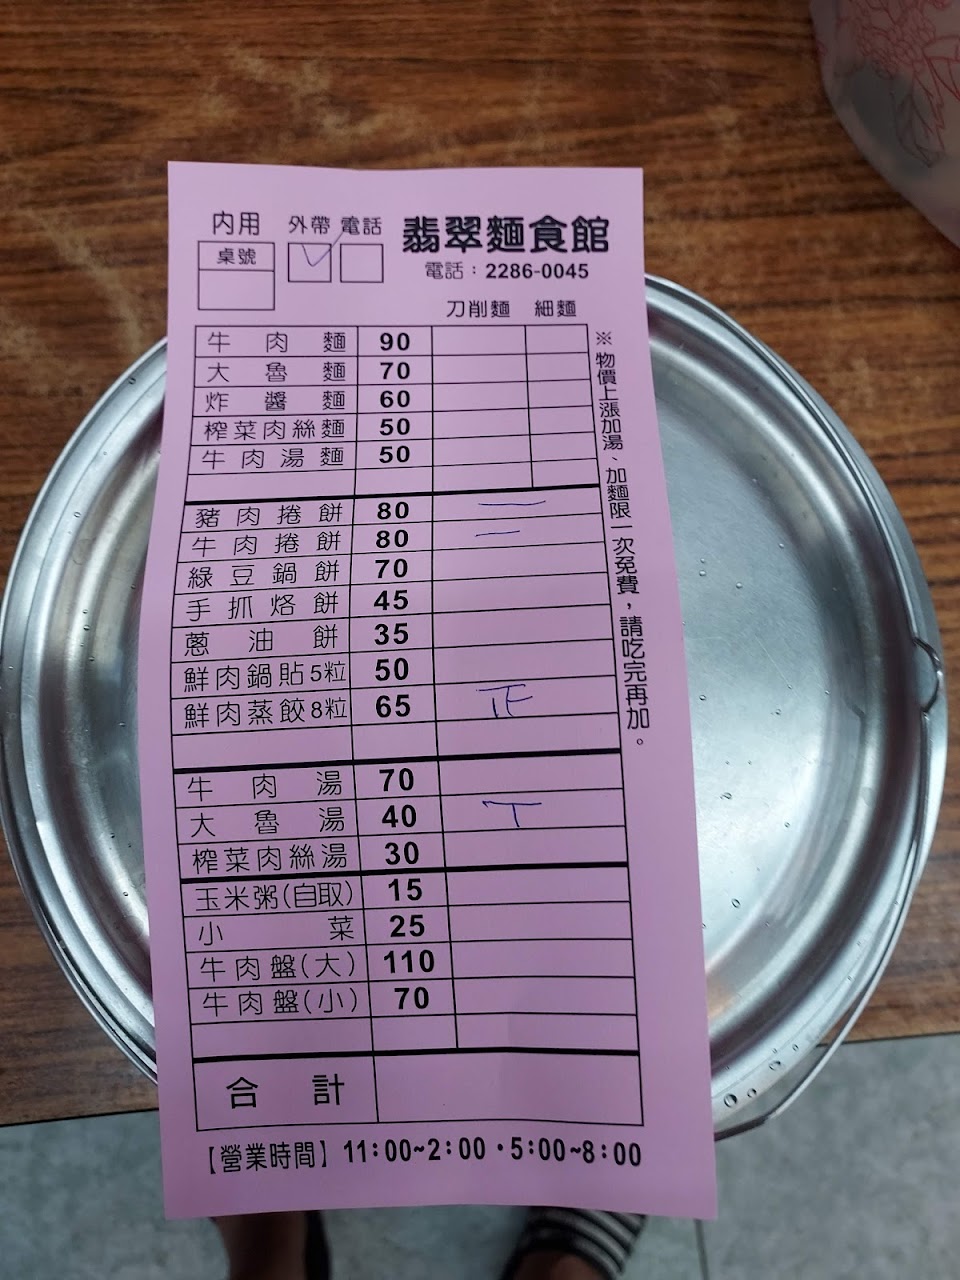 內用 外帶 電話 翡翠麵食館
桌號 ✓ 電話：2286-0045
刀削麵 細麵
牛肉麵 90
大魯麵 70
炸醬麵 60
榨菜肉絲麵 50
牛肉湯麵 50
豬肉捲餅 80 一
牛肉捲餅 80 二
綠豆鍋餅 70
手抓烙餅 45
蔥油餅 35
鮮肉鍋貼5粒 50
鮮肉蒸餃8粒 65
牛肉湯 70
大魯湯 40 丅
榨菜肉絲湯 30
玉米粥(自取) 15
小菜 25
牛肉盤(大) 110
牛肉盤(小) 70
合計
※物價上漲加湯、加麵限一次免費，請吃完再加。
【營業時間】11:00~2:00・5:00~8:00